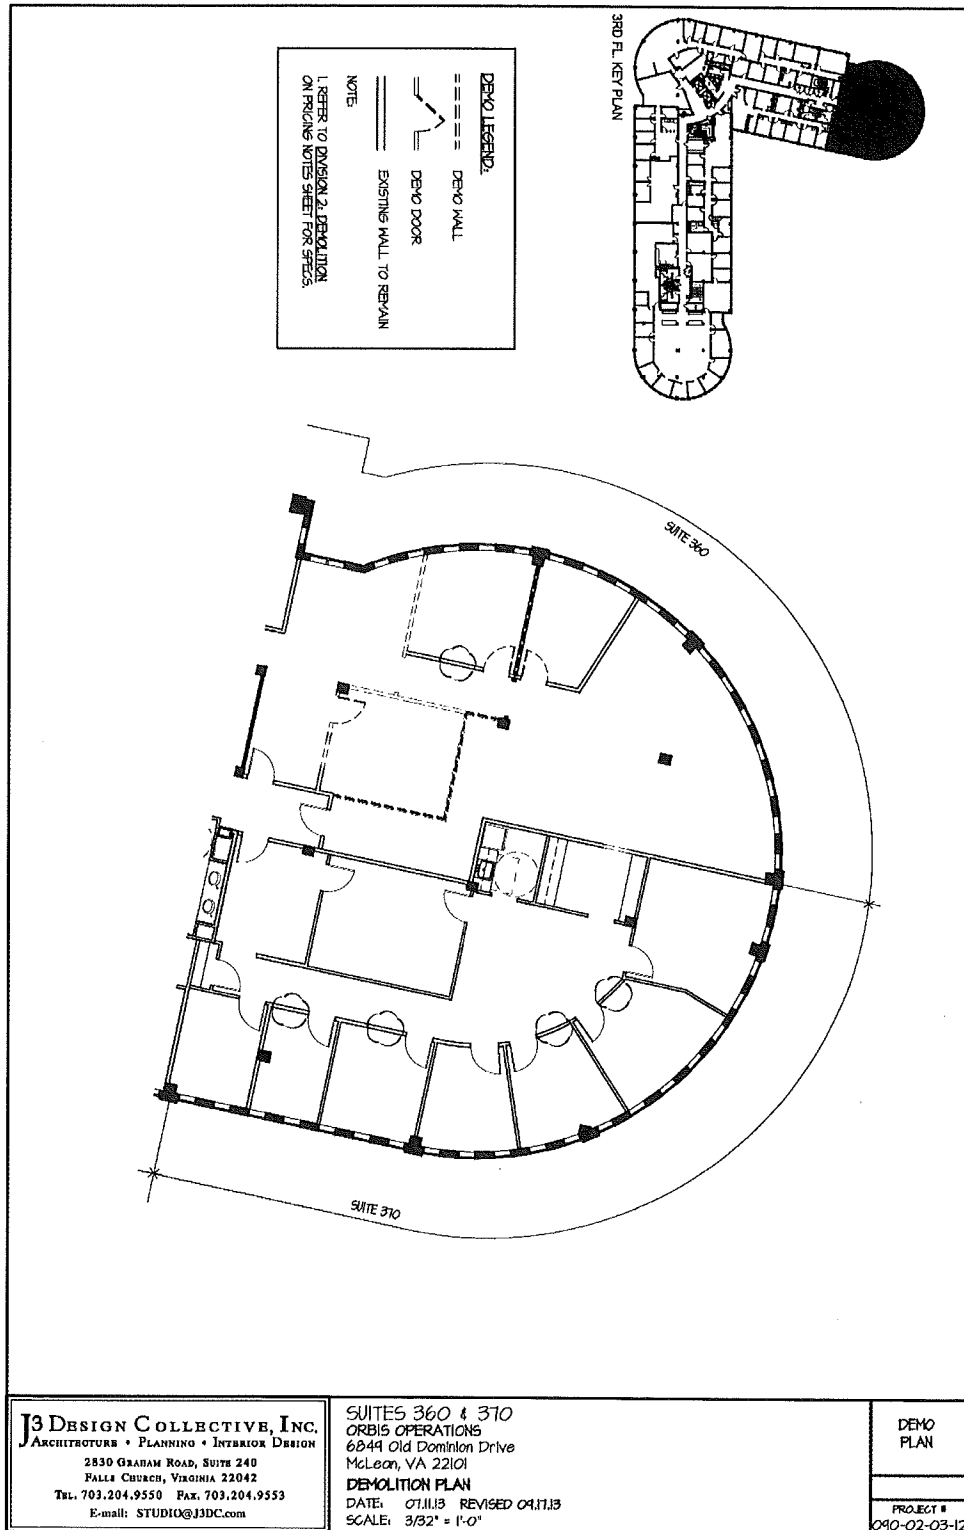 3RD FL. KEY PLAN
DEMO LEGEND:
DEMO WALL
DEMO DOOR
EXISTING WALL TO REMAIN
NOTE:
1. REFER TO DIVISION 2: DEMOLITION
ON PRICING NOTES SHEET FOR SPECS.
SUITE 360
SUITE 370
J3 DESIGN COLLECTIVE, INC.
ARCHITECTURE • PLANNING • INTERIOR DESIGN
2830 GRAHAM ROAD, SUITE 240
FALLS CHURCH, VIRGINIA 22042
TEL. 703.204.9550 FAX. 703.204.9553
E-mail: STUDIO@J3DC.com
SUITES 360 & 370
ORBIS OPERATIONS
6849 Old Dominion Drive
McLean, VA 22101
DEMOLITION PLAN
DATE: 07.11.13 REVISED 09.17.13
SCALE: 3/32" = 1'-0"
DEMO
PLAN
PROJECT #
090-02-03-12